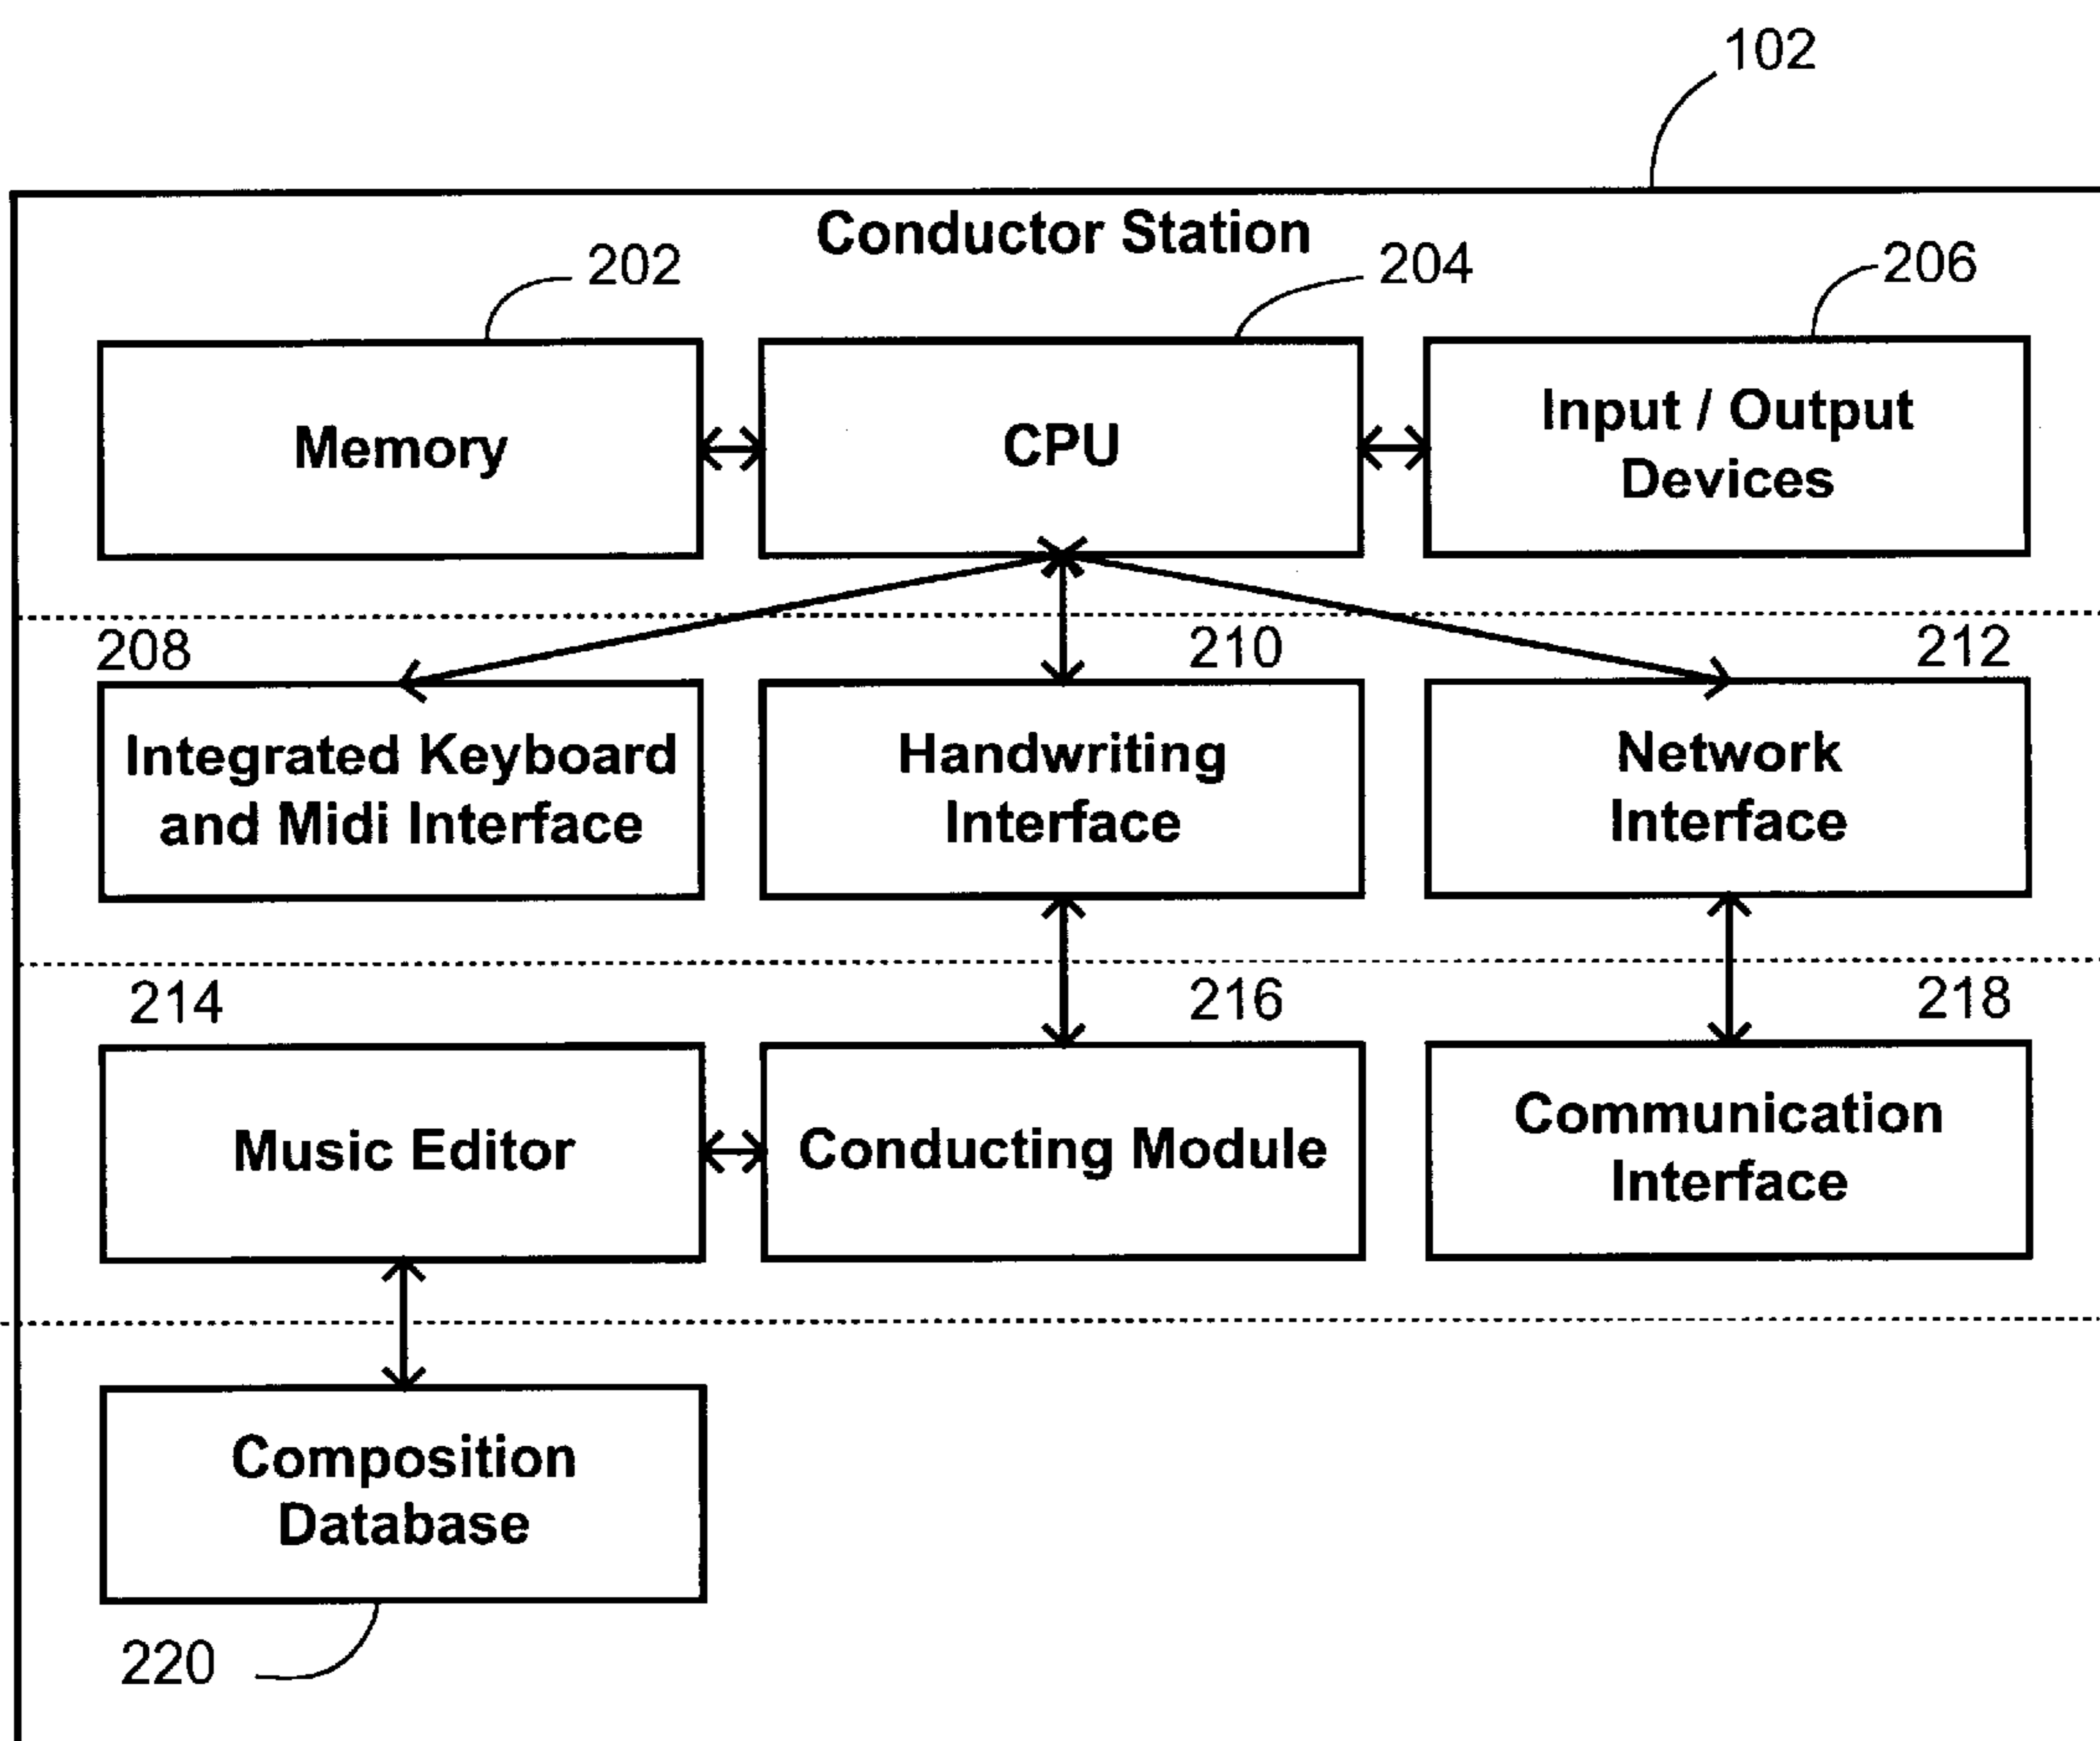 102
Conductor Station
202
204
206
Memory
CPU
Input / Output
Devices
208
210
212
Integrated Keyboard
and Midi Interface
Handwriting
Interface
Network
Interface
214
216
218
Music Editor
Conducting Module
Communication
Interface
Composition
Database
220